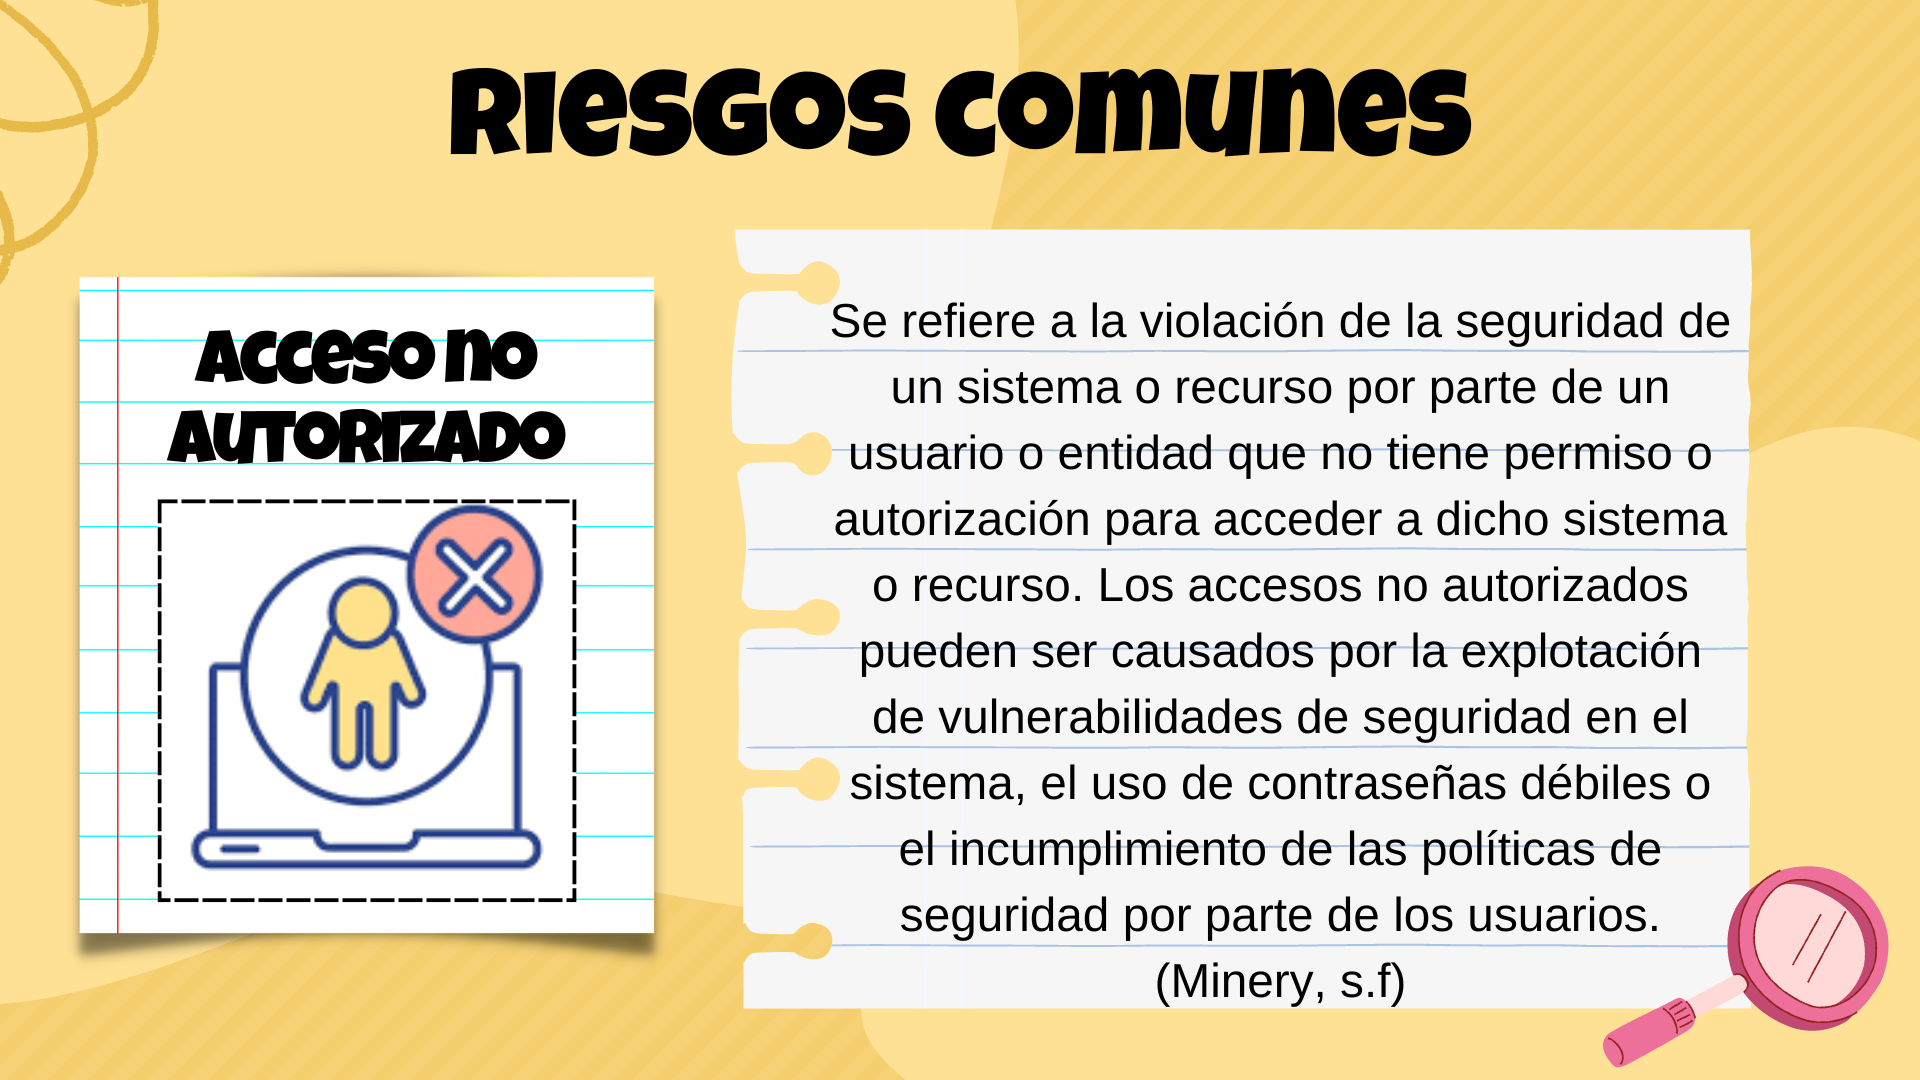 Riesgos comunes
Acceso no
autorizado
Se refiere a la violación de la seguridad de
un sistema o recurso por parte de un
usuario o entidad que no tiene permiso o
autorización para acceder a dicho sistema
o recurso. Los accesos no autorizados
pueden ser causados por la explotación
de vulnerabilidades de seguridad en el
sistema, el uso de contraseñas débiles o
el incumplimiento de las políticas de
seguridad por parte de los usuarios.
(Minery, s.f)